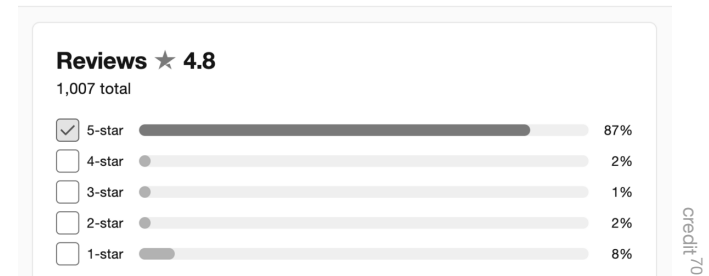 Reviews ★ 4.8
1,007 total
5-star 87%
4-star 2%
3-star 1%
2-star 2%
1-star 8%
credit 70